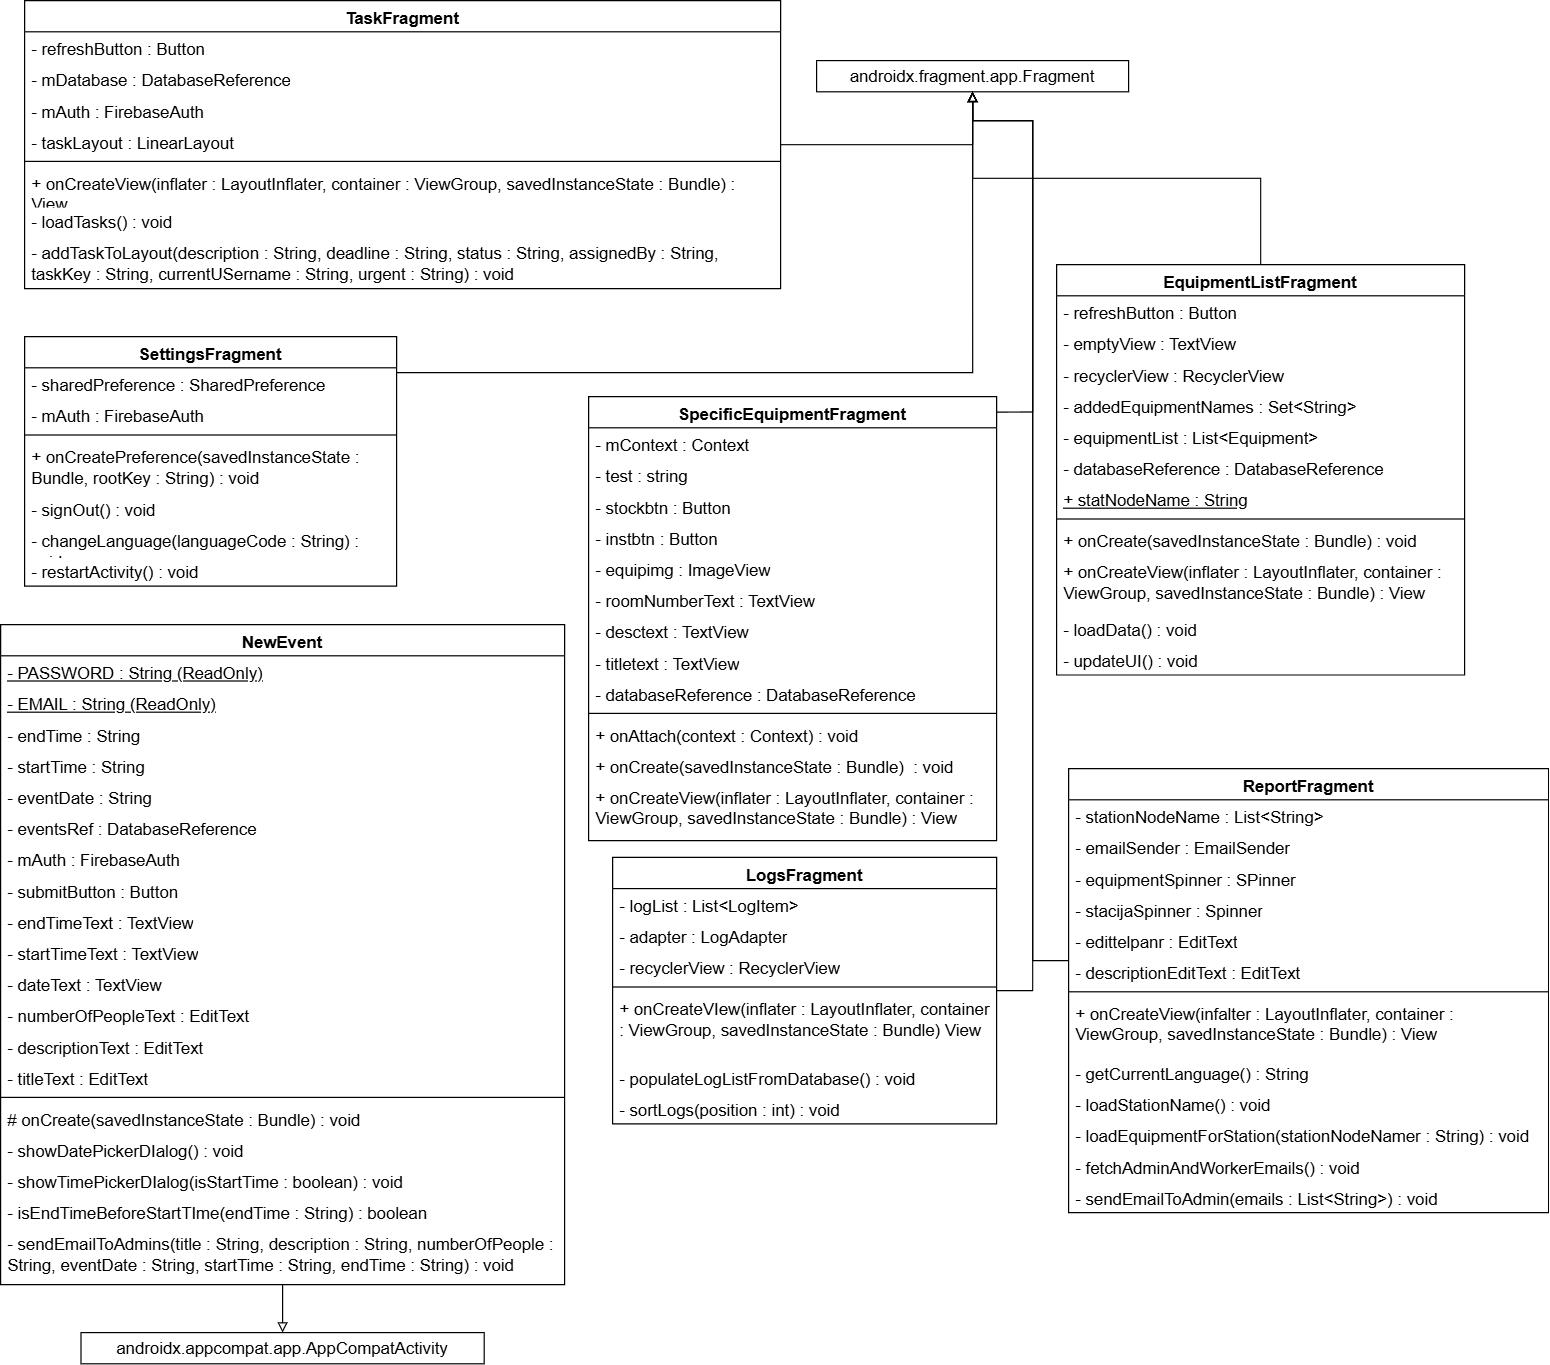 TaskFragment
- refreshButton : Button
- mDatabase : DatabaseReference
- mAuth : FirebaseAuth
- taskLayout : LinearLayout
+ onCreateView(inflater : LayoutInflater, container : ViewGroup, savedInstanceState : Bundle) :
View
- loadTasks() : void
- addTaskToLayout(description : String, deadline : String, status : String, assignedBy : String,
taskKey : String, currentUSername : String, urgent : String) : void
androidx.fragment.app.Fragment
SettingsFragment
- sharedPreference : SharedPreference
- mAuth : FirebaseAuth
+ onCreatePreference(savedInstanceState :
Bundle, rootKey : String) : void
- signOut() : void
- changeLanguage(languageCode : String) :
- restartActivity() : void
EquipmentListFragment
- refreshButton : Button
- emptyView : TextView
- recyclerView : RecyclerView
- addedEquipmentNames : Set<String>
- equipmentList : List<Equipment>
- databaseReference : DatabaseReference
+ statNodeName : String
+ onCreate(savedInstanceState : Bundle) : void
+ onCreateView(inflater : LayoutInflater, container :
ViewGroup, savedInstanceState : Bundle) : View
- loadData() : void
- updateUI() : void
SpecificEquipmentFragment
- mContext : Context
- test : string
- stockbtn : Button
- instbtn : Button
- equipimg : ImageView
- roomNumberText : TextView
- desctext : TextView
- titletext : TextView
- databaseReference : DatabaseReference
+ onAttach(context : Context) : void
+ onCreate(savedInstanceState : Bundle)  : void
+ onCreateView(inflater : LayoutInflater, container :
ViewGroup, savedInstanceState : Bundle) : View
NewEvent
- PASSWORD : String (ReadOnly)
- EMAIL : String (ReadOnly)
- endTime : String
- startTime : String
- eventDate : String
- eventsRef : DatabaseReference
- mAuth : FirebaseAuth
- submitButton : Button
- endTimeText : TextView
- startTimeText : TextView
- dateText : TextView
- numberOfPeopleText : EditText
- descriptionText : EditText
- titleText : EditText
# onCreate(savedInstanceState : Bundle) : void
- showDatePickerDIalog() : void
- showTimePickerDIalog(isStartTime : boolean) : void
- isEndTimeBeforeStartTIme(endTime : String) : boolean
- sendEmailToAdmins(title : String, description : String, numberOfPeople :
String, eventDate : String, startTime : String, endTime : String) : void
androidx.appcompat.app.AppCompatActivity
LogsFragment
- logList : List<LogItem>
- adapter : LogAdapter
- recyclerView : RecyclerView
+ onCreateVIew(inflater : LayoutInflater, container
: ViewGroup, savedInstanceState : Bundle) View
- populateLogListFromDatabase() : void
- sortLogs(position : int) : void
ReportFragment
- stationNodeName : List<String>
- emailSender : EmailSender
- equipmentSpinner : SPinner
- stacijaSpinner : Spinner
- edittelpanr : EditText
- descriptionEditText : EditText
+ onCreateView(infalter : LayoutInflater, container :
ViewGroup, savedInstanceState : Bundle) : View
- getCurrentLanguage() : String
- loadStationName() : void
- loadEquipmentForStation(stationNodeNamer : String) : void
- fetchAdminAndWorkerEmails() : void
- sendEmailToAdmin(emails : List<String>) : void